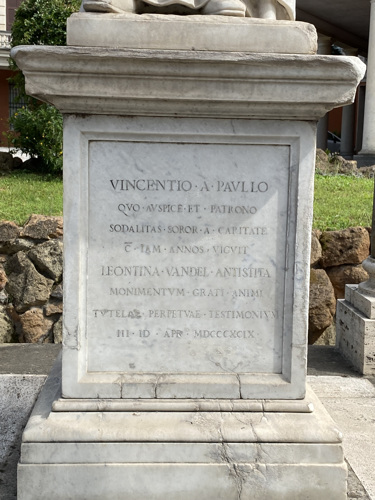 VINCENTIO · A · PAVLLO
QVO · AVSPICE · ET · PATRONO
SODALITAS · SOROR · A · CARITATE
C̅ · IAM · ANNOS · VIGVIT
LEONTINA · VANDEL · ANTISTITA
MONIMENTVM · GRATI · ANIMI
TVTELAE · PERPETVAE · TESTIMONIVM
III · ID · APR · MDCCCXCIX ·